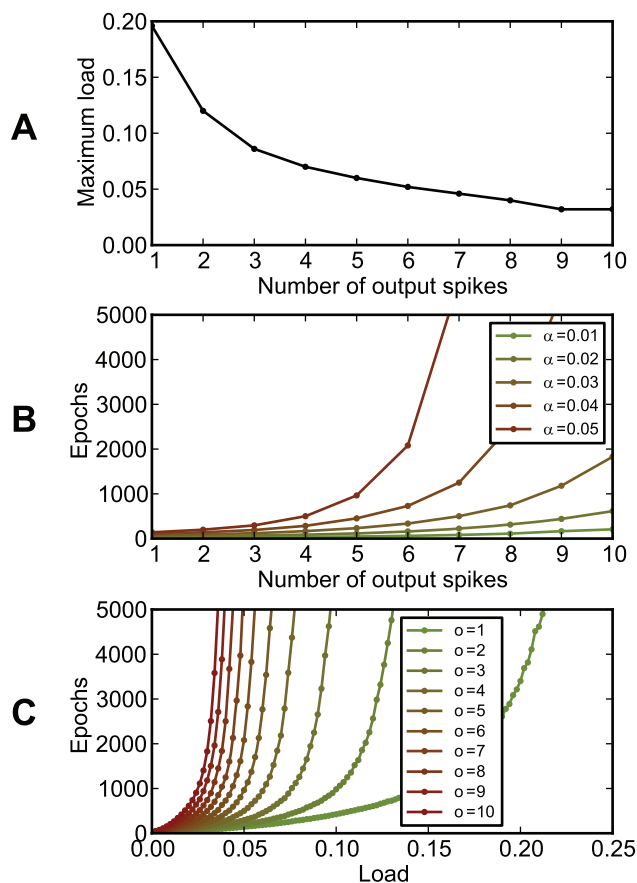 A
Maximum load
0.20
0.15
0.10
0.05
0.00
1 2 3 4 5 6 7 8 9 10
Number of output spikes
B
Epochs
5000
4000
3000
2000
1000
0
α=0.01
α=0.02
α=0.03
α=0.04
α=0.05
1 2 3 4 5 6 7 8 9 10
Number of output spikes
C
Epochs
5000
4000
3000
2000
1000
0
o=1
o=2
o=3
o=4
o=5
o=6
o=7
o=8
o=9
o=10
0.00 0.05 0.10 0.15 0.20 0.25
Load